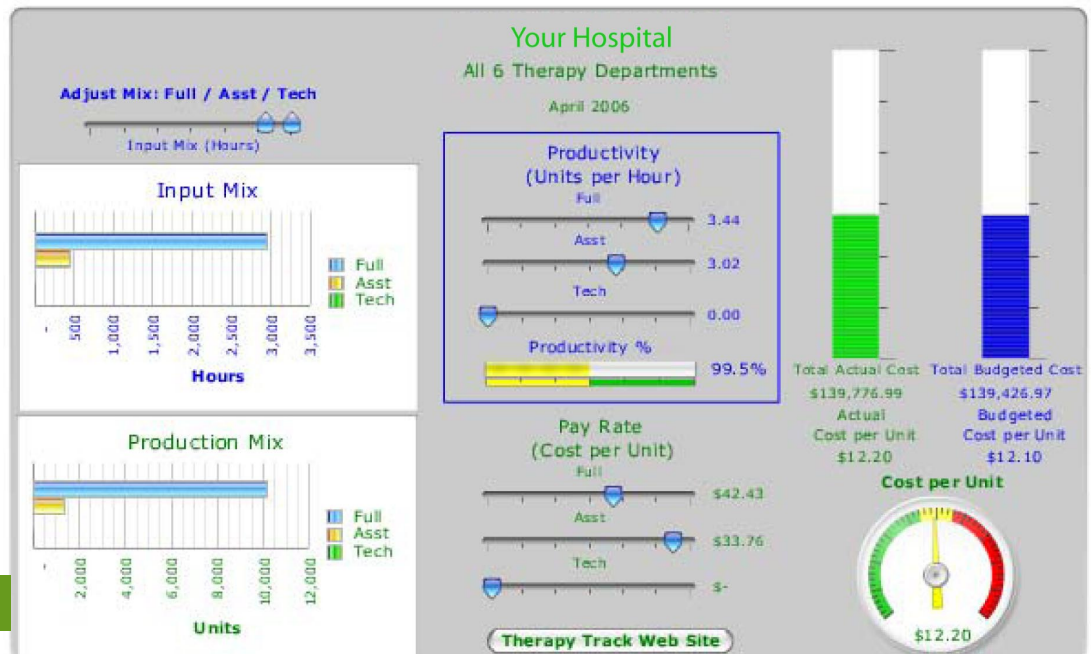 Your Hospital
All 6 Therapy Departments
April 2006
Adjust Mix: Full / Asst / Tech
Input Mix (Hours)
Input Mix
Full
Asst
Tech
-
500
1,000
1,500
2,000
2,500
3,000
3,500
Hours
Production Mix
Full
Asst
Tech
-
2,000
4,000
6,000
8,000
10,000
12,000
Units
Productivity
(Units per Hour)
Full
3.44
Asst
3.02
Tech
0.00
Productivity %
99.5%
Pay Rate
(Cost per Unit)
Full
$42.43
Asst
$33.76
Tech
$-
Therapy Track Web Site
Total Actual Cost
$139,776.99
Actual
Cost per Unit
$12.20
Total Budgeted Cost
$139,426.97
Budgeted
Cost per Unit
$12.10
Cost per Unit
$12.20